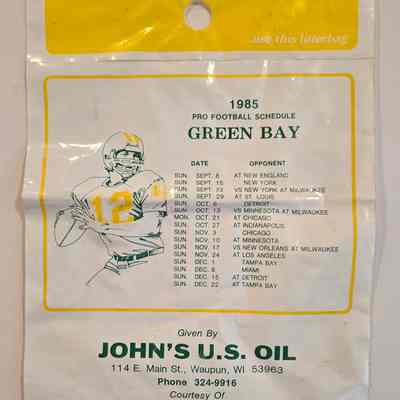 use this litterbag
1985
PRO FOOTBALL SCHEDULE
GREEN BAY
DATE OPPONENT
SUN SEPT. 8 AT NEW ENGLAND
SUN SEPT. 15 NEW YORK
SUN SEPT. 22 VS NEW YORK AT MILWAUKEE
SUN SEPT. 29 AT ST. LOUIS
SUN OCT. 6 DETROIT
SUN OCT. 13 VS MINNESOTA AT MILWAUKEE
MON OCT. 21 AT CHICAGO
SUN OCT. 27 AT INDIANAPOLIS
SUN NOV. 3 CHICAGO
SUN NOV. 10 AT MINNESOTA
SUN NOV. 17 VS NEW ORLEANS AT MILWAUKEE
SUN NOV. 24 AT LOS ANGELES
SUN DEC. 1 TAMPA BAY
SUN DEC. 8 MIAMI
SUN DEC. 15 AT DETROIT
SUN DEC. 22 AT TAMPA BAY
12
Given By
JOHN'S U.S. OIL
114 E. Main St., Waupun, WI 53963
Phone 324-9916
Courtesy Of